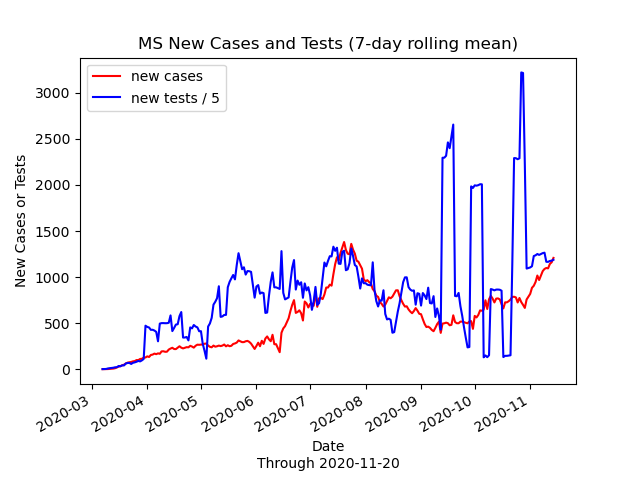 MS New Cases and Tests (7-day rolling mean)
new cases
new tests / 5
New Cases or Tests
3000
2500
2000
1500
1000
500
0
2020-03
2020-04
2020-05
2020-06
2020-07
2020-08
2020-09
2020-10
2020-11
Date
Through 2020-11-20